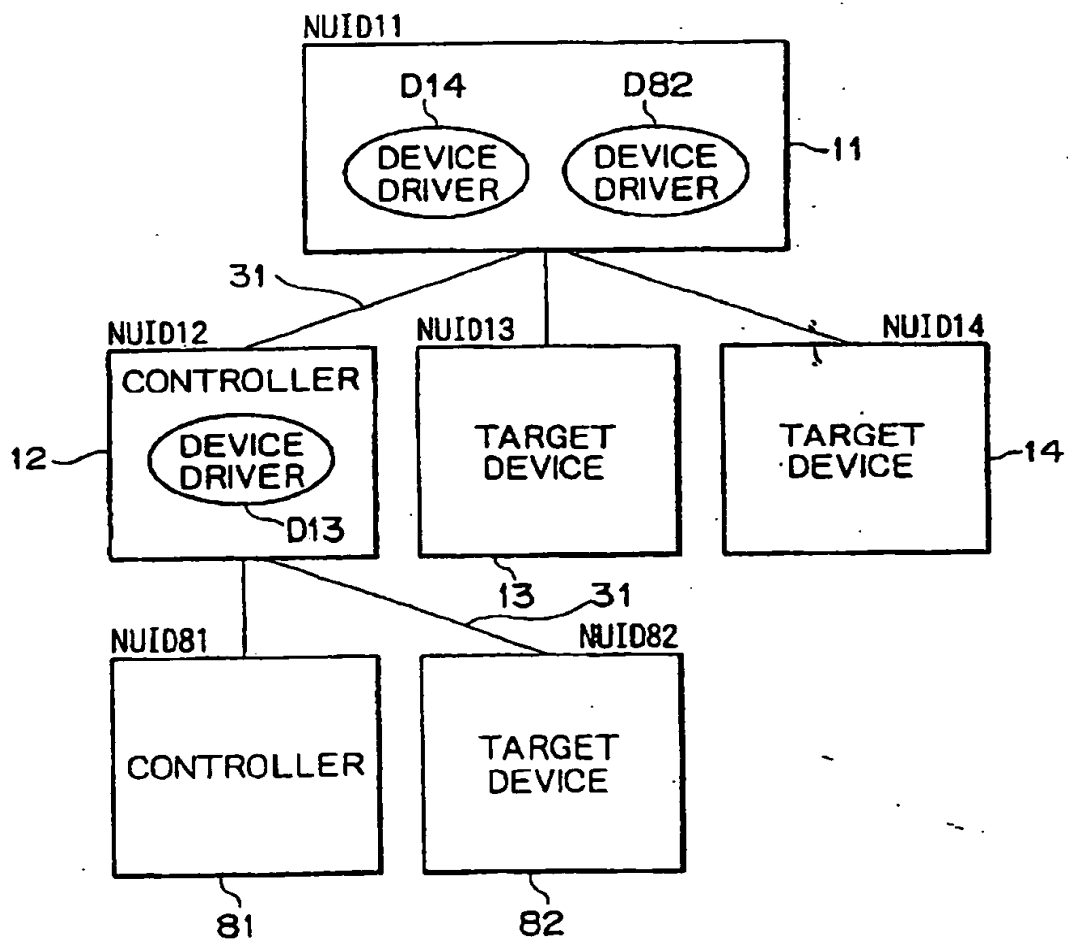 NUID11
D14
D82
DEVICE
DRIVER
DEVICE
DRIVER
11
31
NUID12
NUID13
NUID14
CONTROLLER
DEVICE
DRIVER
D13
12
TARGET
DEVICE
TARGET
DEVICE
14
13
31
NUID81
NUID82
CONTROLLER
TARGET
DEVICE
81
82